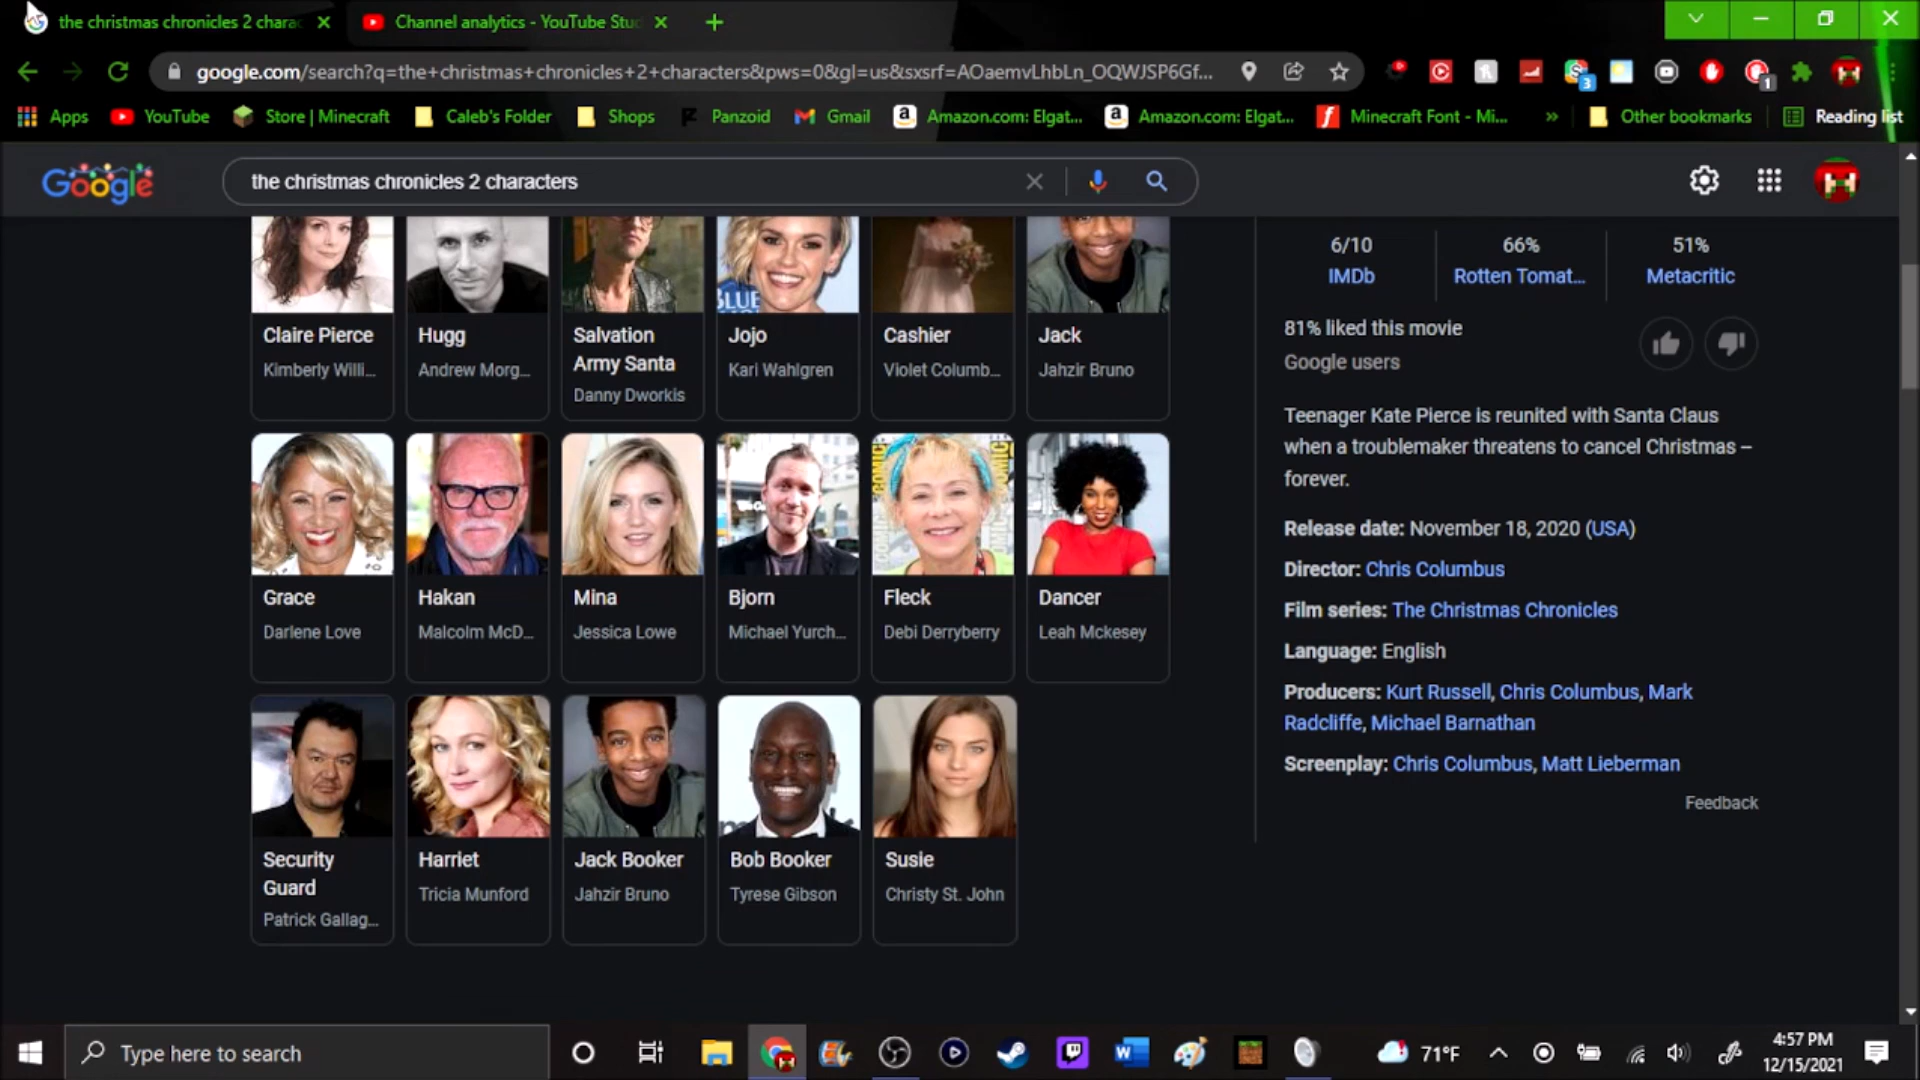 the christmas chronicles 2 charac
Channel analytics - YouTube Stu
google.com/search?q=the+christmas+chronicles+2+characters&pws=0&gl=us&sxsrf=AOaemvLhbLn_OQWJSP6Gf...
3
1
Apps
YouTube
Store | Minecraft
Caleb's Folder
Shops
Panzoid
Gmail
Amazon.com: Elgat...
Amazon.com: Elgat...
Minecraft Font - Mi...
»
Other bookmarks
Reading list
Google
the christmas chronicles 2 characters
Claire Pierce
Kimberly Willi...
Hugg
Andrew Morg...
Salvation
Army Santa
Danny Dworkis
BLUE
Jojo
Kari Wahlgren
Cashier
Violet Columb...
Jack
Jahzir Bruno
Grace
Darlene Love
Hakan
Malcolm McD...
Mina
Jessica Lowe
Bjorn
Michael Yurch...
COMIC
Fleck
Debi Derryberry
Dancer
Leah Mckesey
Security
Guard
Patrick Gallag...
Harriet
Tricia Munford
Jack Booker
Jahzir Bruno
Bob Booker
Tyrese Gibson
Susie
Christy St. John
6/10
IMDb
66%
Rotten Tomat...
51%
Metacritic
81% liked this movie
Google users
Teenager Kate Pierce is reunited with Santa Claus
when a troublemaker threatens to cancel Christmas –
forever.
Release date: November 18, 2020 (USA)
Director: Chris Columbus
Film series: The Christmas Chronicles
Language: English
Producers: Kurt Russell, Chris Columbus, Mark
Radcliffe, Michael Barnathan
Screenplay: Chris Columbus, Matt Lieberman
Feedback
Type here to search
71°F
4:57 PM
12/15/2021